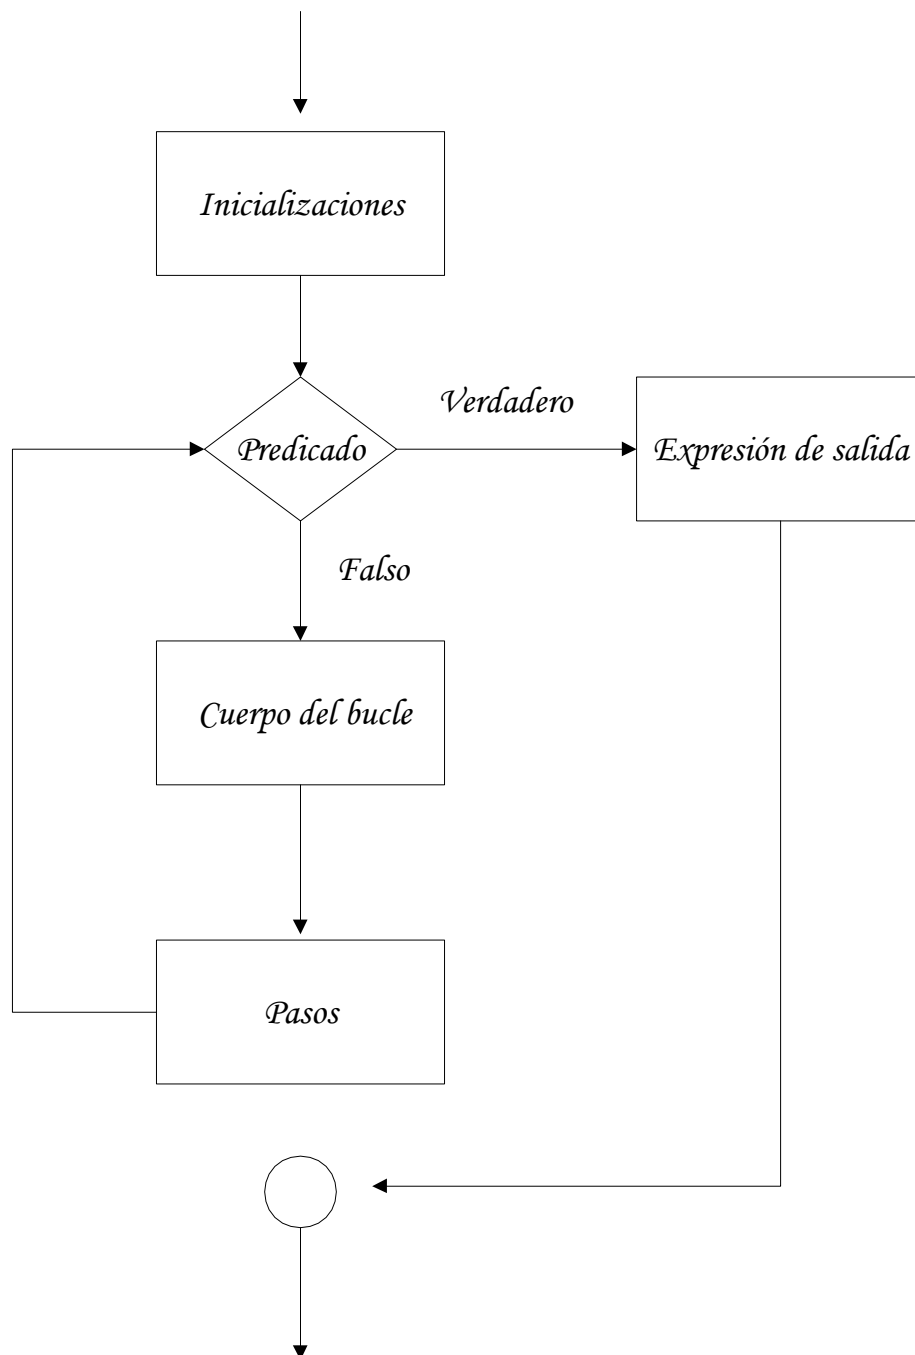 Inicializaciones
Verdadero
Predicado
Expresión de salida
Falso
Cuerpo del bucle
Pasos